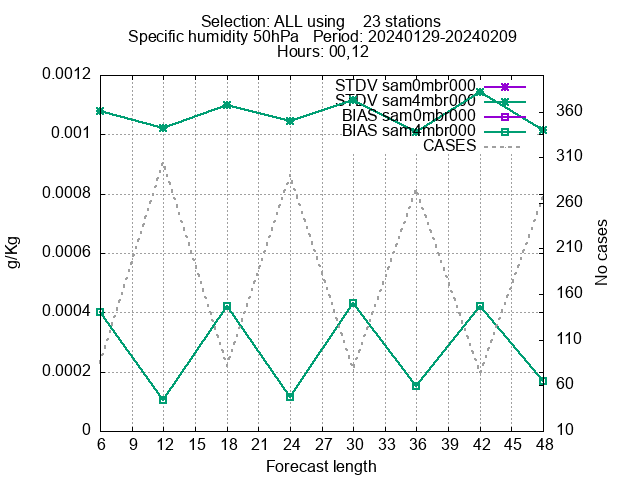 Selection: ALL using    23 stations
Specific humidity 50hPa   Period: 20240129-20240209
Hours: 00,12
STDV sam0mbr000
STDV sam4mbr000
BIAS sam0mbr000
BIAS sam4mbr000
CASES
0.0012
0.001
0.0008
0.0006
0.0004
0.0002
0
g/Kg
360
310
260
210
160
110
60
10
No cases
6 9 12 15 18 21 24 27 30 33 36 39 42 45 48
Forecast length